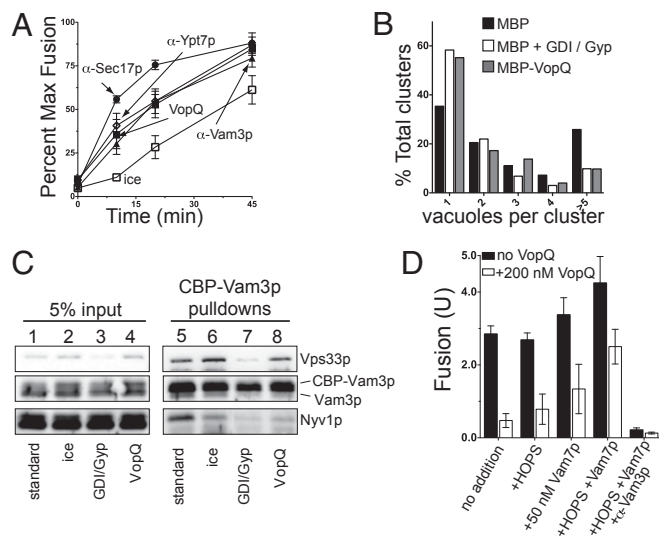 A
Percent Max Fusion
100
75
50
25
0
0 15 30 45
Time (min)
α-Sec17p
α-Ypt7p
VopQ
α-Vam3p
ice
B
% Total clusters
60
40
20
0
1 2 3 4 ≥5
vacuoles per cluster
MBP
MBP + GDI / Gyp
MBP-VopQ
C
5% input
CBP-Vam3p
pulldowns
1 2 3 4 5 6 7 8
Vps33p
CBP-Vam3p
Vam3p
Nyv1p
standard ice GDI/Gyp VopQ standard ice GDI/Gyp VopQ
D
Fusion (U)
no VopQ
+200 nM VopQ
5.0
4.0
3.0
2.0
1.0
0.0
no addition
+HOPS
+50 nM Vam7p
+HOPS +Vam7p
+HOPS +Vam7p
+α-Vam3p